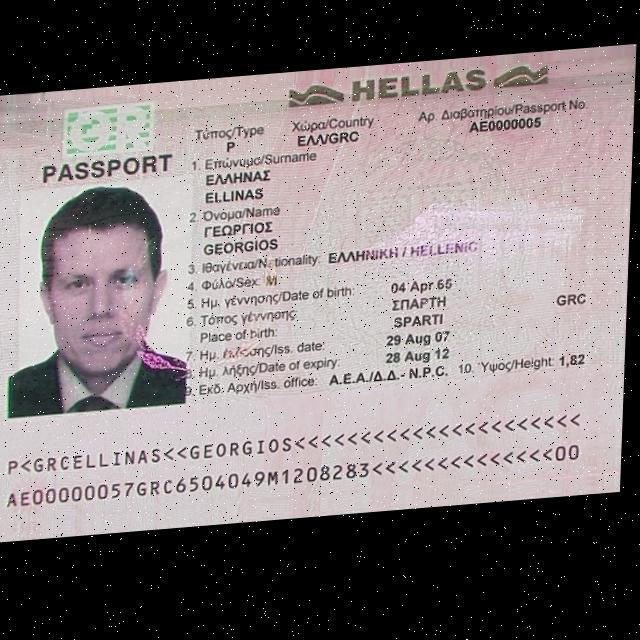 HELLAS
GR
PASSPORT
Τύπος/Type
P
Χώρα/Country
ΕΛΛ/GRC
Αρ. Διαβατηρίου/Passport No.
AE0000005
1. Επώνυμο/Surname
ΕΛΛΗΝΑΣ
ELLINAS
2. Όνομα/Name
ΓΕΩΡΓΙΟΣ
GEORGIOS
3. Ιθαγένεια/Nationality: ΕΛΛΗΝΙΚΗ / HELLENIC
4. Φύλο/Sex: M
5. Ημ. γέννησης/Date of birth: 04 Apr 65
6. Τόπος γέννησης ΣΠΑΡΤΗ GRC
Place of birth: SPARTI
7. Ημ. έκδοσης/Iss. date: 29 Aug 07
8. Ημ. λήξης/Date of expiry: 28 Aug 12
9. Εκδ. Αρχή/Iss. office: Α.Ε.Α./Δ.Δ.- N.P.C. 10. Ύψος/Height: 1,82
P<GRCELLINAS<<GEORGIOS<<<<<<<<<<<<<<<<<<<<<<
AE00000057GRC6504049M1208283<<<<<<<<<<<<<<00